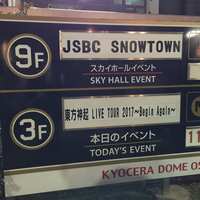 9F
JSBC SNOWTOWN
スカイホールイベント
SKY HALL EVENT
3F
東方神起 LIVE TOUR 2017 ~Begin Again~
本日のイベント
TODAY'S EVENT
11
KYOCERA DOME OS